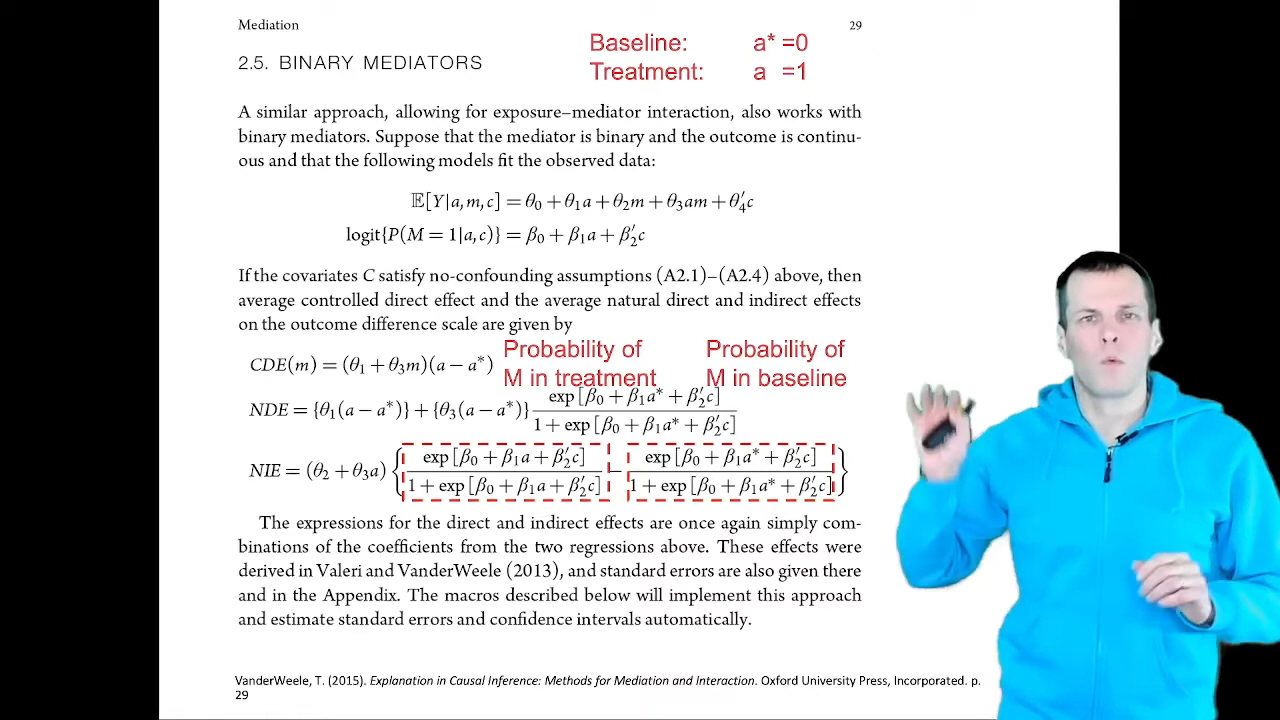 Mediation 29
Baseline: a* =0
2.5. BINARY MEDIATORS
Treatment: a =1
A similar approach, allowing for exposure–mediator interaction, also works with
binary mediators. Suppose that the mediator is binary and the outcome is continu-
ous and that the following models fit the observed data:
𝔼[Y|a, m, c] = θ₀ + θ₁a + θ₂m + θ₃am + θ₄′c
logit{P(M = 1|a, c)} = β₀ + β₁a + β₂′c
If the covariates C satisfy no-confounding assumptions (A2.1)–(A2.4) above, then
average controlled direct effect and the average natural direct and indirect effects
on the outcome difference scale are given by
CDE(m) = (θ₁ + θ₃m)(a − a*)
Probability of
M in treatment
Probability of
M in baseline
NDE = {θ₁(a − a*)} + {θ₃(a − a*)} exp[β₀ + β₁a* + β₂′c] / 1 + exp[β₀ + β₁a* + β₂′c]
NIE = (θ₂ + θ₃a) { exp[β₀ + β₁a + β₂′c] / 1 + exp[β₀ + β₁a + β₂′c] − exp[β₀ + β₁a* + β₂′c] / 1 + exp[β₀ + β₁a* + β₂′c] }
The expressions for the direct and indirect effects are once again simply com-
binations of the coefficients from the two regressions above. These effects were
derived in Valeri and VanderWeele (2013), and standard errors are also given there
and in the Appendix. The macros described below will implement this approach
and estimate standard errors and confidence intervals automatically.
VanderWeele, T. (2015). Explanation in Causal Inference: Methods for Mediation and Interaction. Oxford University Press, Incorporated. p.
29